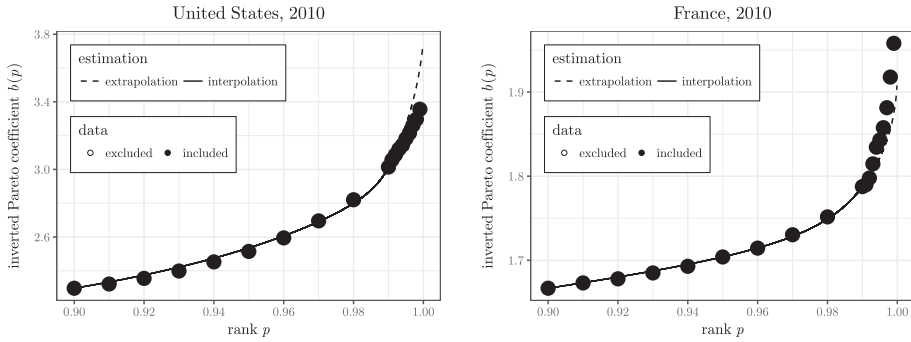 United States, 2010
3.8
3.4
3.0
2.6
inverted Pareto coefficient b(p)
estimation
extrapolation interpolation
data
excluded included
0.90 0.92 0.94 0.96 0.98 1.00
rank p
France, 2010
1.9
1.8
1.7
inverted Pareto coefficient b(p)
estimation
extrapolation interpolation
data
excluded included
0.90 0.92 0.94 0.96 0.98 1.00
rank p